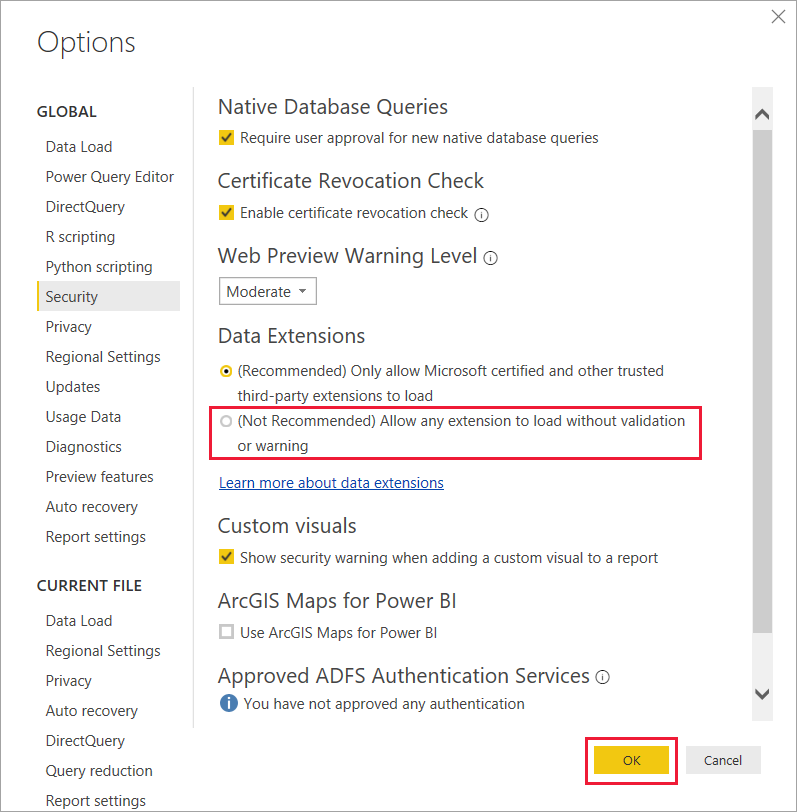 Options
GLOBAL
Data Load
Power Query Editor
DirectQuery
R scripting
Python scripting
Security
Privacy
Regional Settings
Updates
Usage Data
Diagnostics
Preview features
Auto recovery
Report settings
CURRENT FILE
Data Load
Regional Settings
Privacy
Auto recovery
DirectQuery
Query reduction
Report settings
Native Database Queries
Require user approval for new native database queries
Certificate Revocation Check
Enable certificate revocation check
Web Preview Warning Level
Moderate
Data Extensions
(Recommended) Only allow Microsoft certified and other trusted
third-party extensions to load
(Not Recommended) Allow any extension to load without validation
or warning
Learn more about data extensions
Custom visuals
Show security warning when adding a custom visual to a report
ArcGIS Maps for Power BI
Use ArcGIS Maps for Power BI
Approved ADFS Authentication Services
You have not approved any authentication
OK
Cancel